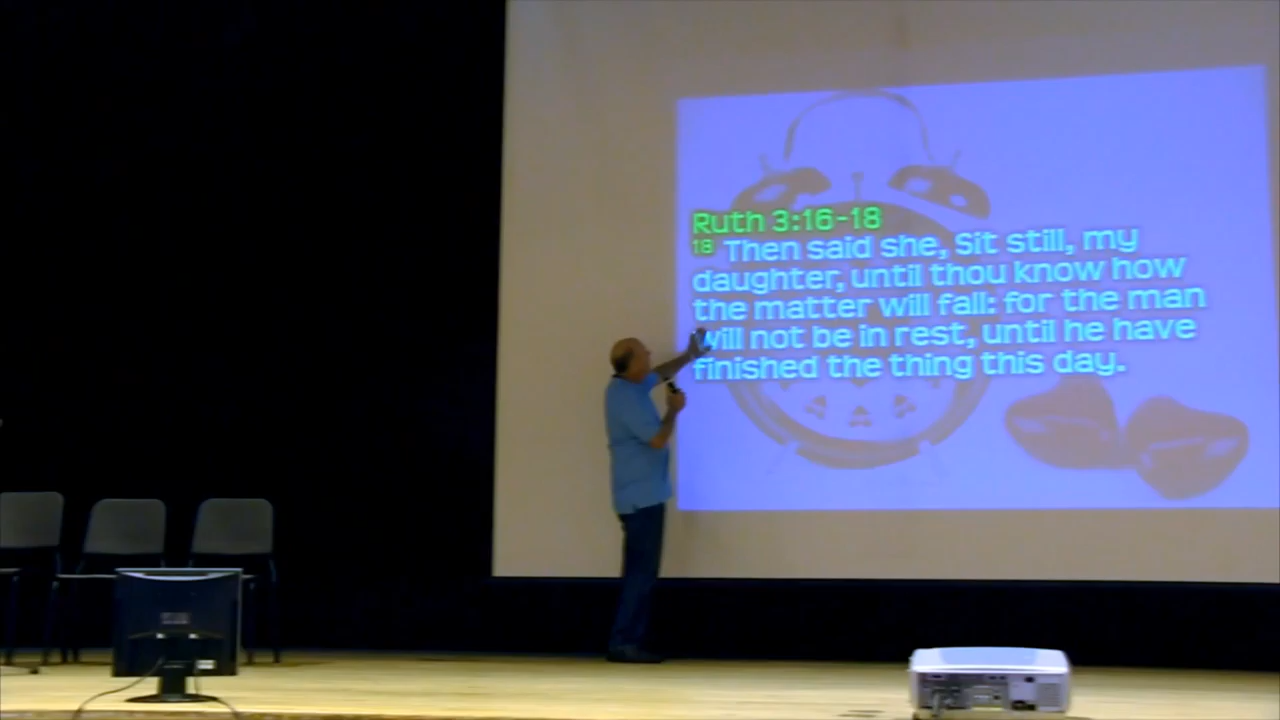 Ruth 3:16-18
18 Then said she, Sit still, my
daughter, until thou know how
the matter will fall: for the man
will not be in rest, until he have
finished the thing this day.